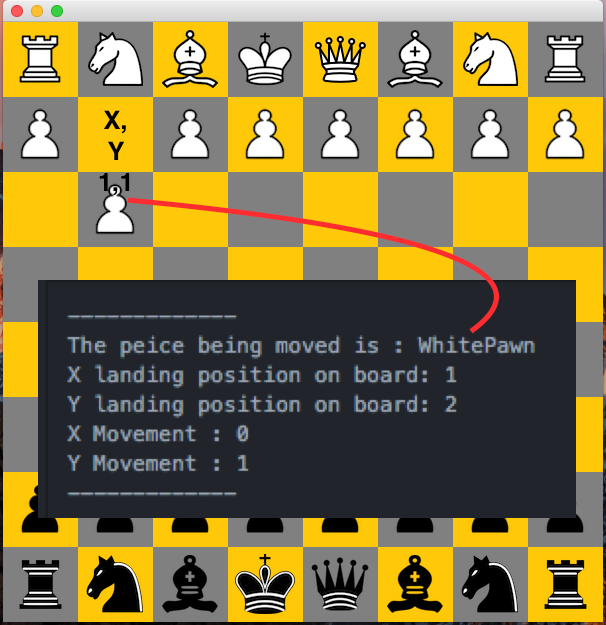 X,
Y
1,1
-------------
The peice being moved is : WhitePawn
X landing position on board: 1
Y landing position on board: 2
X Movement : 0
Y Movement : 1
-------------